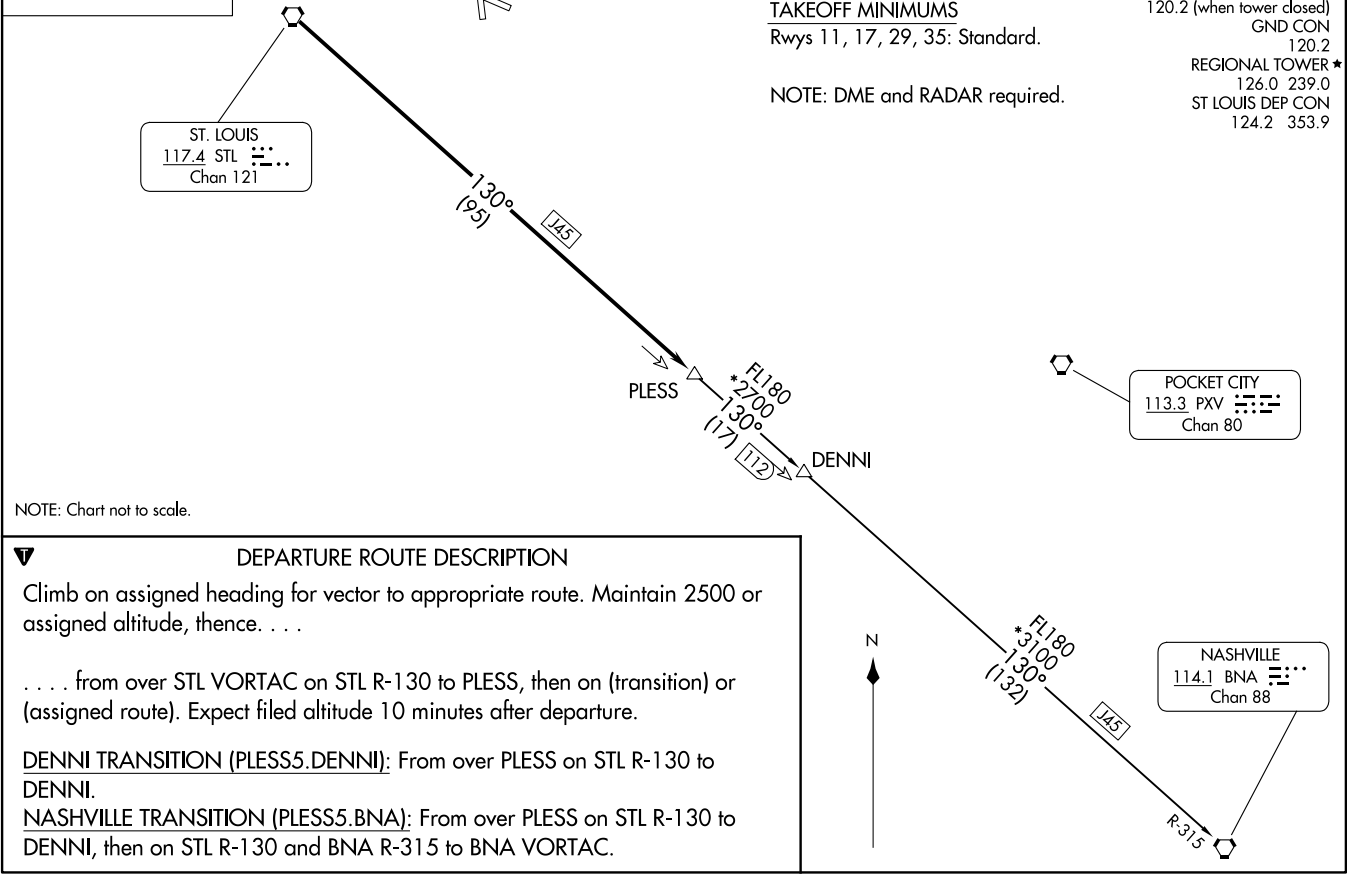 TAKEOFF MINIMUMS
Rwys 11, 17, 29, 35: Standard.
NOTE: DME and RADAR required.
120.2 (when tower closed)
GND CON
120.2
REGIONAL TOWER ★
126.0 239.0
ST LOUIS DEP CON
124.2 353.9
ST. LOUIS
117.4 STL
Chan 121
130°
(95)
J45
PLESS
FL180
*2700
130°
(17)
112
DENNI
POCKET CITY
113.3 PXV
Chan 80
NOTE: Chart not to scale.
T
DEPARTURE ROUTE DESCRIPTION
Climb on assigned heading for vector to appropriate route. Maintain 2500 or
assigned altitude, thence. . . .
. . . . from over STL VORTAC on STL R-130 to PLESS, then on (transition) or
(assigned route). Expect filed altitude 10 minutes after departure.
DENNI TRANSITION (PLESS5.DENNI): From over PLESS on STL R-130 to
DENNI.
NASHVILLE TRANSITION (PLESS5.BNA): From over PLESS on STL R-130 to
DENNI, then on STL R-130 and BNA R-315 to BNA VORTAC.
N
FL180
*3100
130°
(132)
J45
NASHVILLE
114.1 BNA
Chan 88
R-315